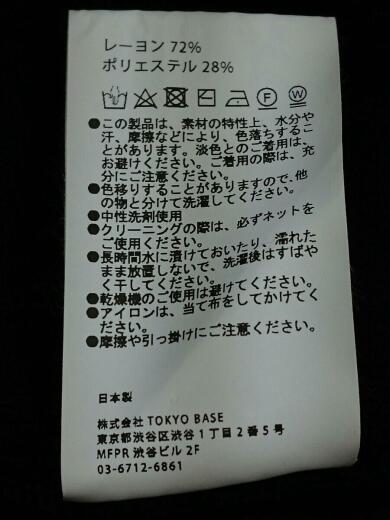 レーヨン 72%
ポリエステル 28%
●この製品は、素材の特性上、水分や
汗、摩擦などにより、色落ちするこ
とがあります。淡色とのご着用は、
お避けください。ご着用の際は、充
分にご注意ください。
●色移りすることがありますので、他
の物と分けて洗濯してください。
●中性洗剤使用
●クリーニングの際は、必ずネットを
ご使用ください。
●長時間水に漬けておいたり、濡れた
まま放置しないで、洗濯後はすばや
く干してください。
●乾燥機のご使用は避けてください。
●アイロンは、当て布をしてかけてく
ださい。
●摩擦や引っ掛けにご注意ください。
日本製
株式会社 TOKYO BASE
東京都渋谷区渋谷1丁目2番5号
MFPR 渋谷ビル 2F
03-6712-6861